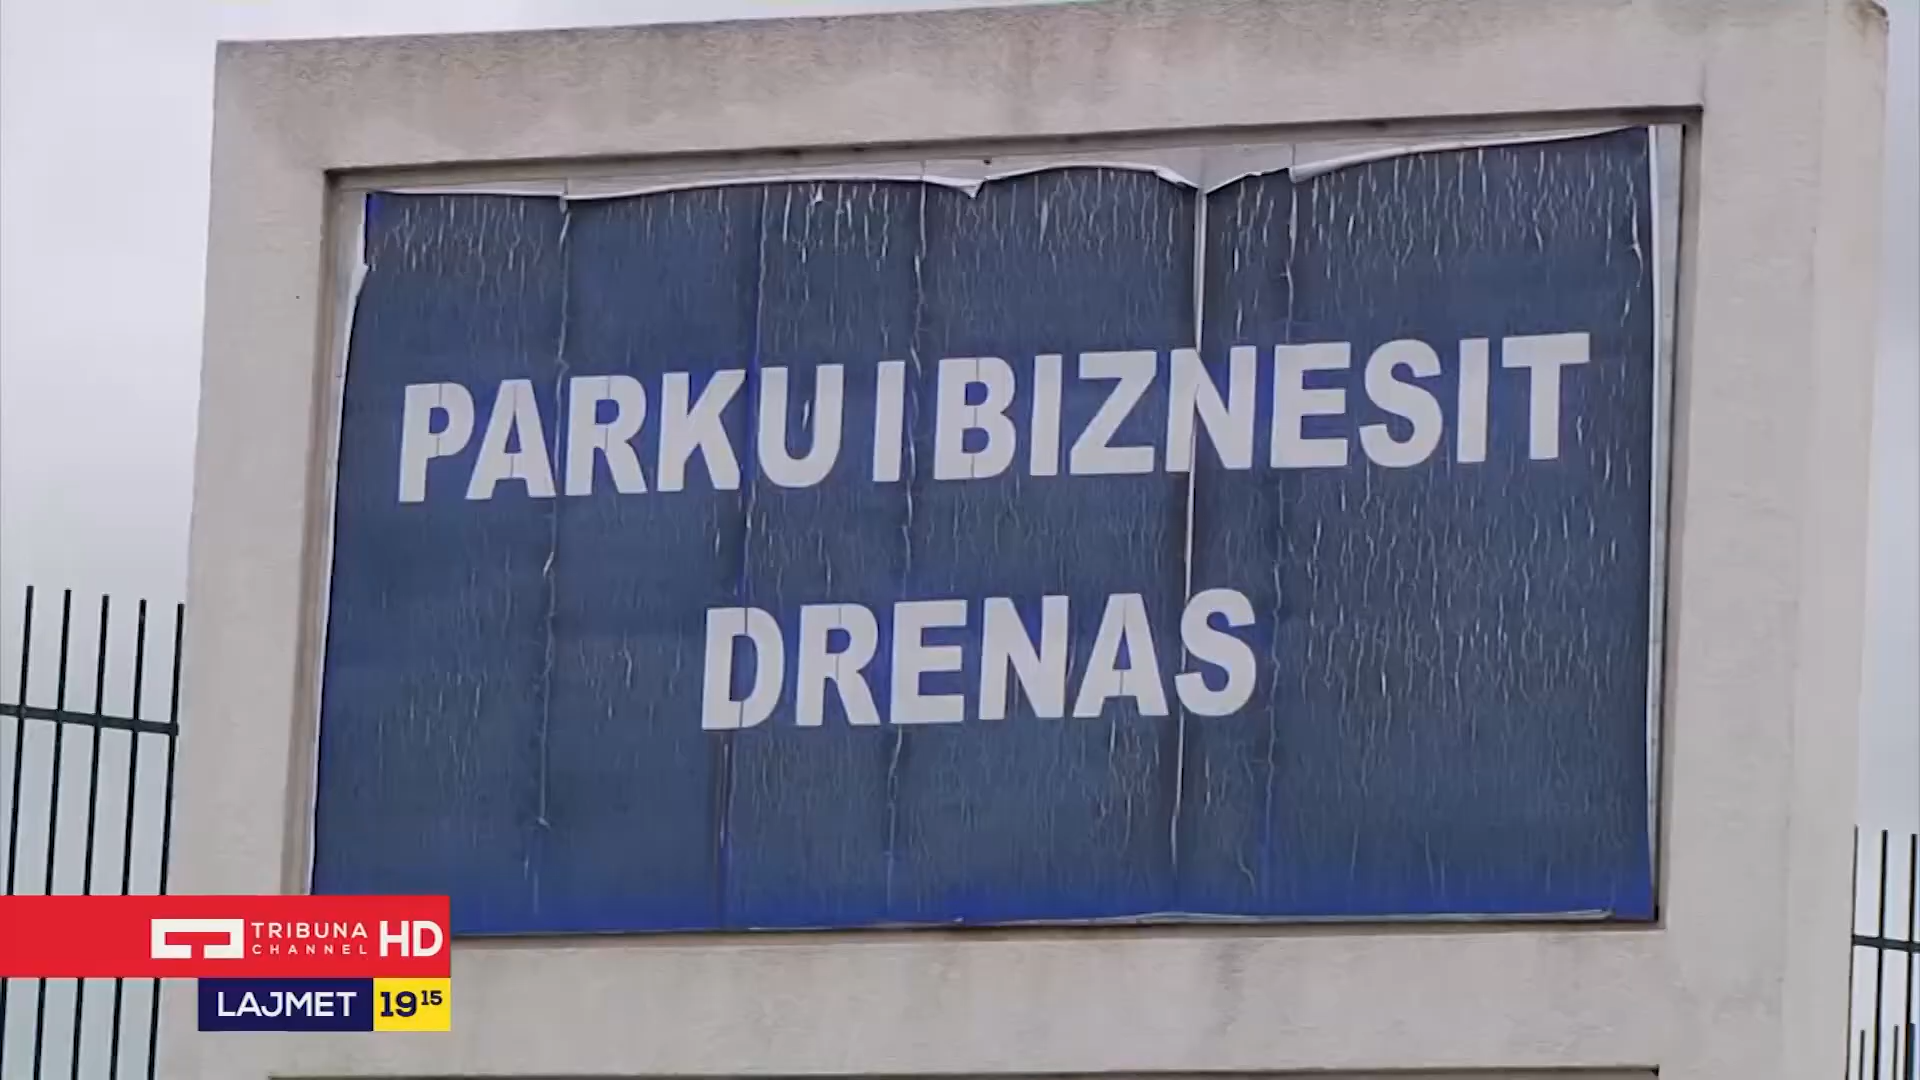 PARKU I BIZNESIT
DRENAS
TRIBUNA
CHANNEL HD
LAJMET 19 15